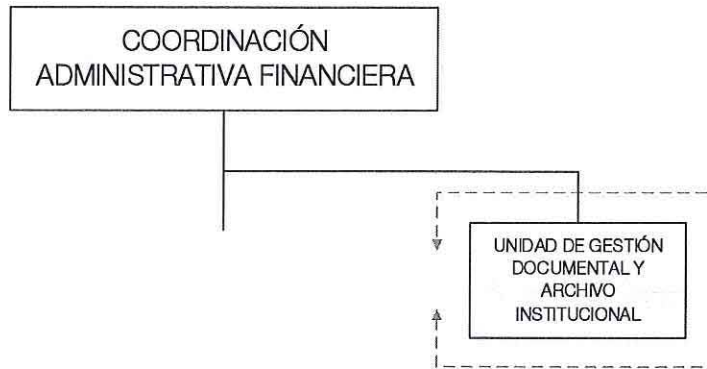 COORDINACIÓN
ADMINISTRATIVA FINANCIERA
UNIDAD DE GESTIÓN
DOCUMENTAL Y
ARCHIVO
INSTITUCIONAL